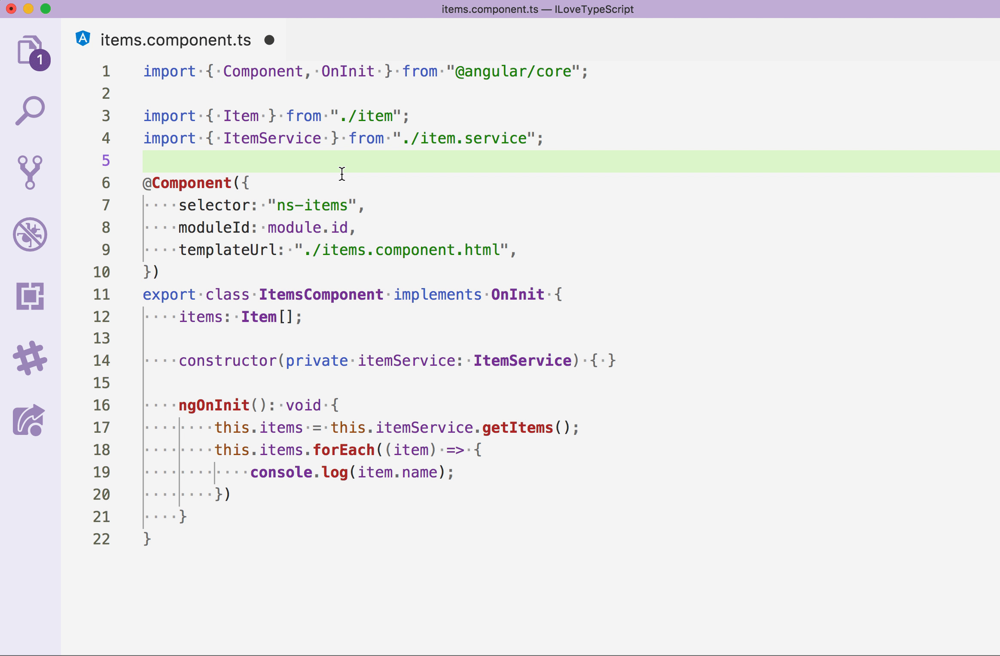 items.component.ts — ILoveTypeScript
items.component.ts
1
1 import { Component, OnInit } from "@angular/core";
2
3 import { Item } from "./item";
4 import { ItemService } from "./item.service";
5
6 @Component({
7     selector: "ns-items",
8     moduleId: module.id,
9     templateUrl: "./items.component.html",
10 })
11 export class ItemsComponent implements OnInit {
12     items: Item[];
13
14     constructor(private itemService: ItemService) { }
15
16     ngOnInit(): void {
17         this.items = this.itemService.getItems();
18         this.items.forEach((item) => {
19             console.log(item.name);
20         })
21     }
22 }